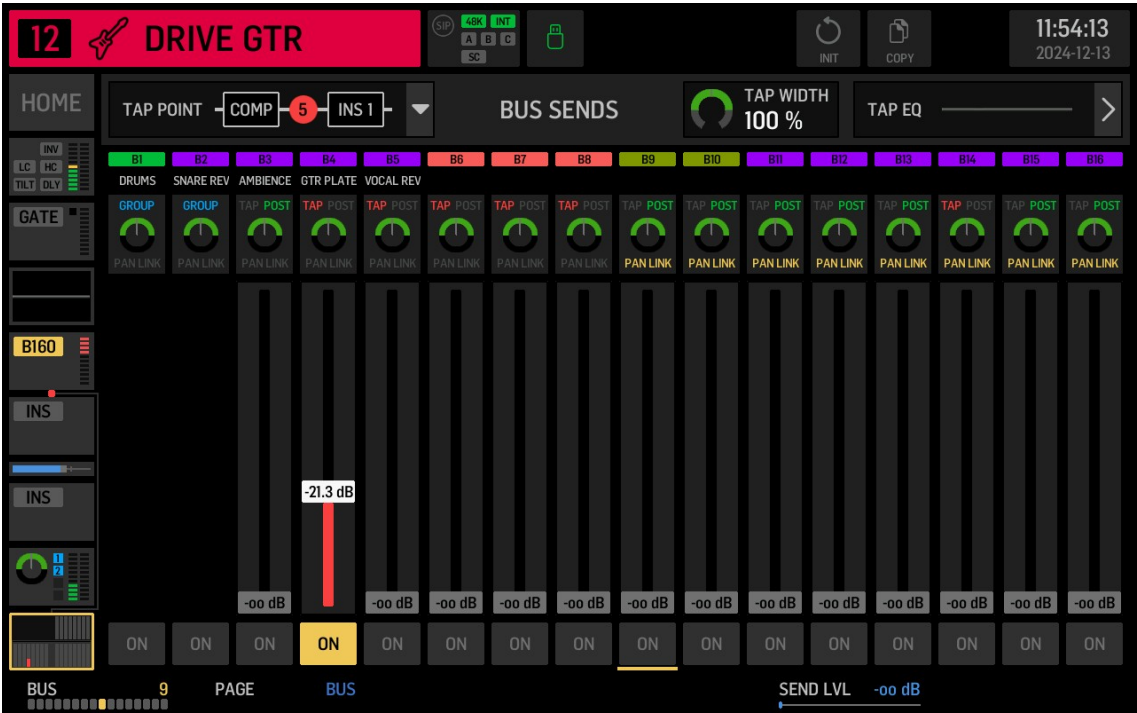 12 DRIVE GTR
SIP 48K INT
A B C
SC
INIT
COPY
11:54:13
2024-12-13
HOME
TAP POINT COMP 5 INS 1
BUS SENDS
TAP WIDTH
100 %
TAP EQ
INV
LC HC
TILT DLY
GATE
B160
INS
INS
1
2
B1 B2 B3 B4 B5 B6 B7 B8 B9 B10 B11 B12 B13 B14 B15 B16
DRUMS SNARE REV AMBIENCE GTR PLATE VOCAL REV
GROUP GROUP TAP POST TAP POST TAP POST TAP POST TAP POST TAP POST TAP POST TAP POST TAP POST TAP POST TAP POST TAP POST TAP POST TAP POST
PAN LINK PAN LINK PAN LINK PAN LINK PAN LINK PAN LINK PAN LINK PAN LINK PAN LINK PAN LINK PAN LINK PAN LINK PAN LINK PAN LINK PAN LINK PAN LINK
-21.3 dB
-oo dB -oo dB -oo dB -oo dB -oo dB -oo dB -oo dB -oo dB -oo dB -oo dB -oo dB -oo dB -oo dB
ON ON ON ON ON ON ON ON ON ON ON ON ON ON ON ON
BUS 9 PAGE BUS SEND LVL -oo dB